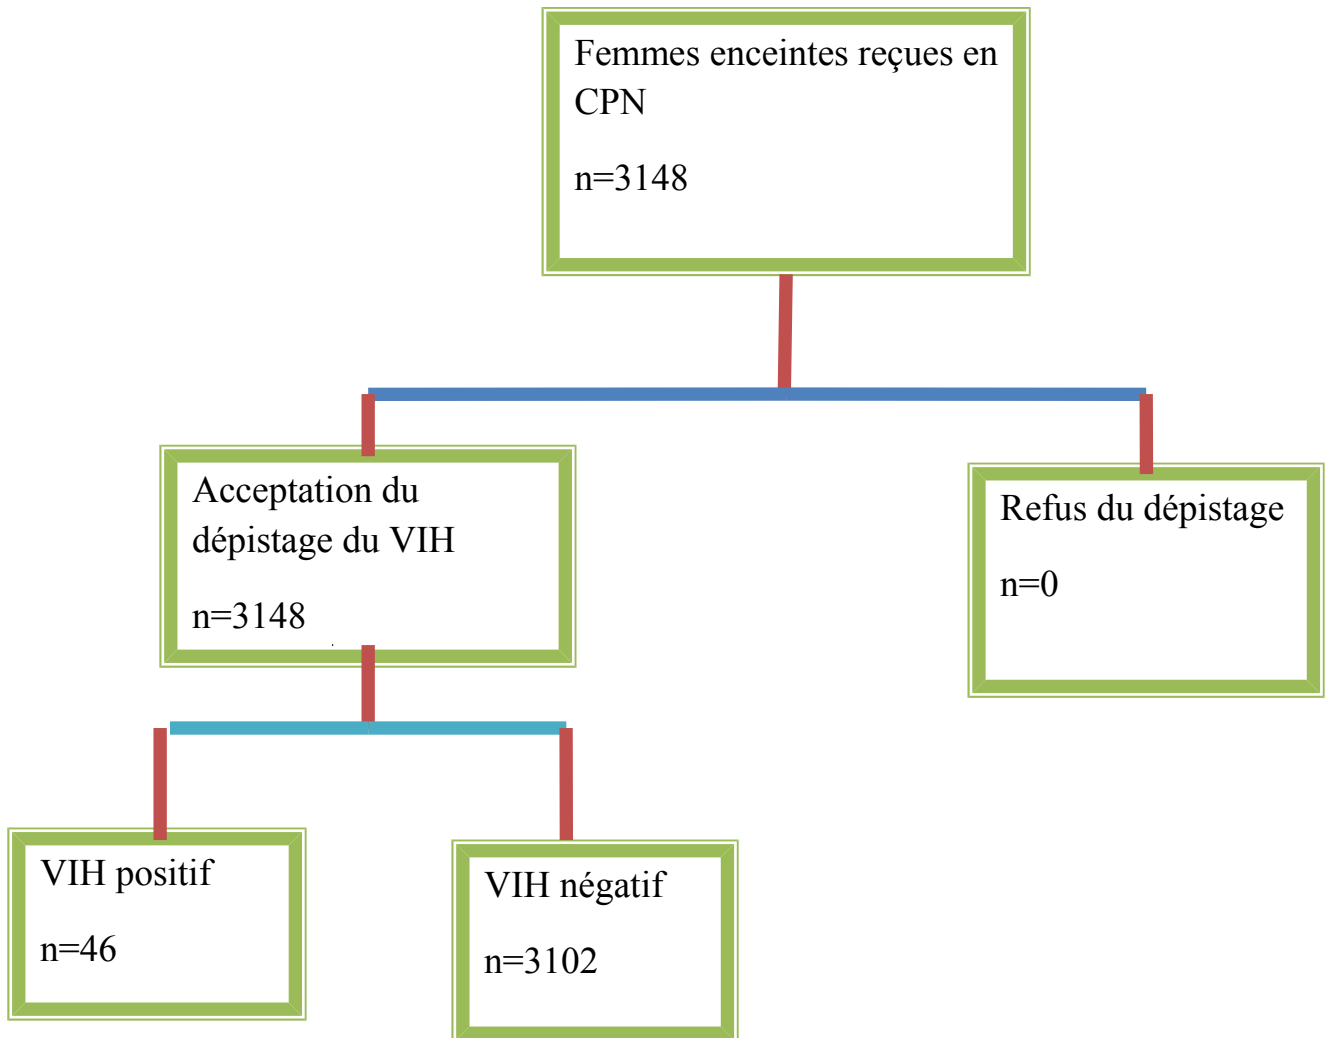 Femmes enceintes reçues en
CPN
n=3148
Acceptation du
dépistage du VIH
n=3148
Refus du dépistage
n=0
VIH positif
n=46
VIH négatif
n=3102